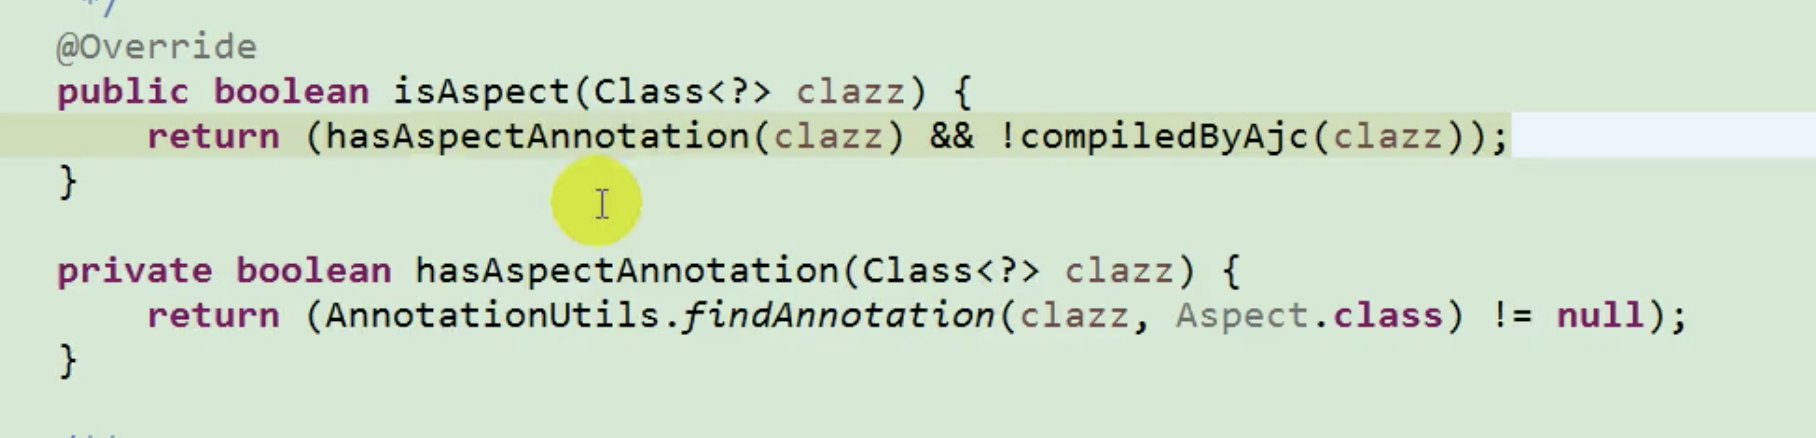 */
@Override
public boolean isAspect(Class<?> clazz) {
    return (hasAspectAnnotation(clazz) && !compiledByAjc(clazz));
}
private boolean hasAspectAnnotation(Class<?> clazz) {
    return (AnnotationUtils.findAnnotation(clazz, Aspect.class) != null);
}